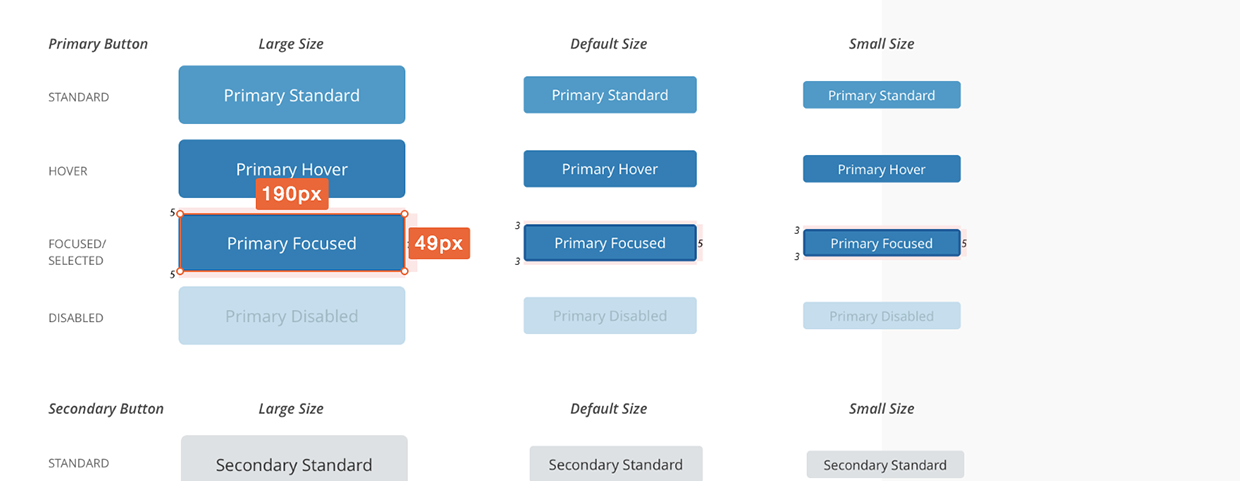 Primary Button Large Size Default Size Small Size
STANDARD Primary Standard Primary Standard Primary Standard
HOVER Primary Hover Primary Hover Primary Hover
190px
5 3 3
FOCUSED/
SELECTED Primary Focused 49px Primary Focused 5 Primary Focused 5
5 3 3
DISABLED Primary Disabled Primary Disabled Primary Disabled
Secondary Button Large Size Default Size Small Size
STANDARD Secondary Standard Secondary Standard Secondary Standard